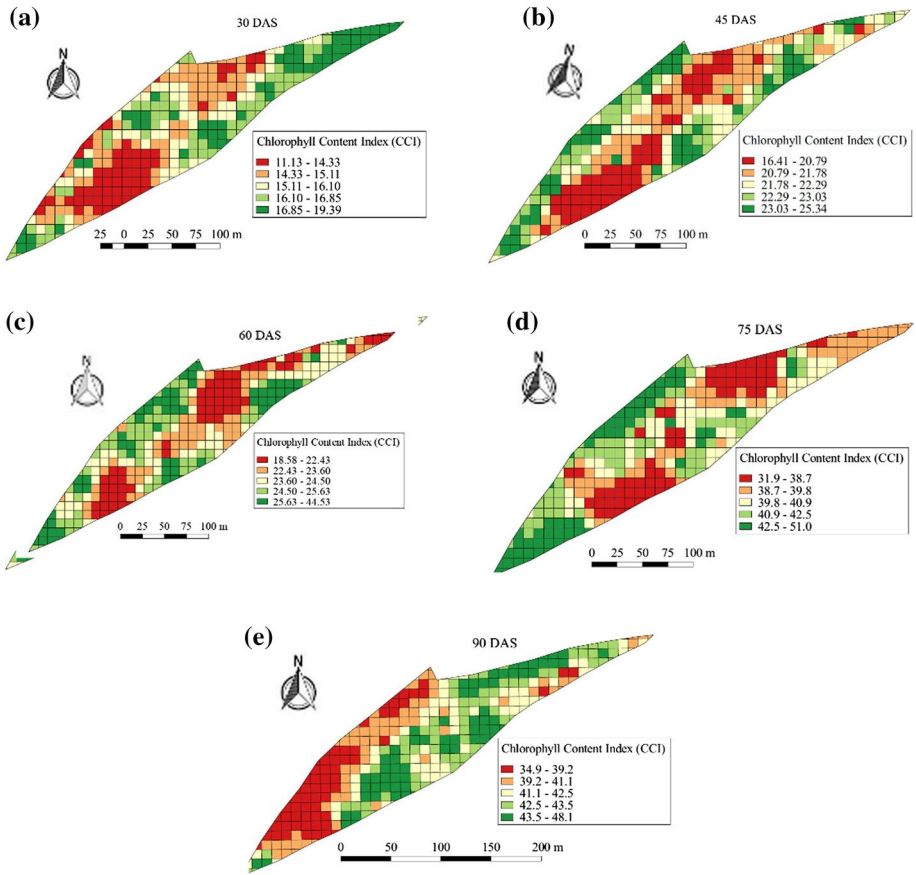 (a)
30 DAS
N
Chlorophyll Content Index (CCI)
11.13 - 14.33
14.33 - 15.11
15.11 - 16.10
16.10 - 16.85
16.85 - 19.39
25 0 25 50 75 100 m
(b)
45 DAS
N
Chlorophyll Content Index (CCI)
16.41 - 20.79
20.79 - 21.78
21.78 - 22.29
22.29 - 23.03
23.03 - 25.34
0 25 50 75 100 m
(c)
60 DAS
N
Chlorophyll Content Index (CCI)
18.58 - 22.43
22.43 - 23.60
23.60 - 24.50
24.50 - 25.63
25.63 - 44.53
0 25 50 75 100 m
(d)
75 DAS
N
Chlorophyll Content Index (CCI)
31.9 - 38.7
38.7 - 39.8
39.8 - 40.9
40.9 - 42.5
42.5 - 51.0
0 25 50 75 100 m
(e)
90 DAS
N
Chlorophyll Content Index (CCI)
34.9 - 39.2
39.2 - 41.1
41.1 - 42.5
42.5 - 43.5
43.5 - 48.1
0 50 100 150 200 m